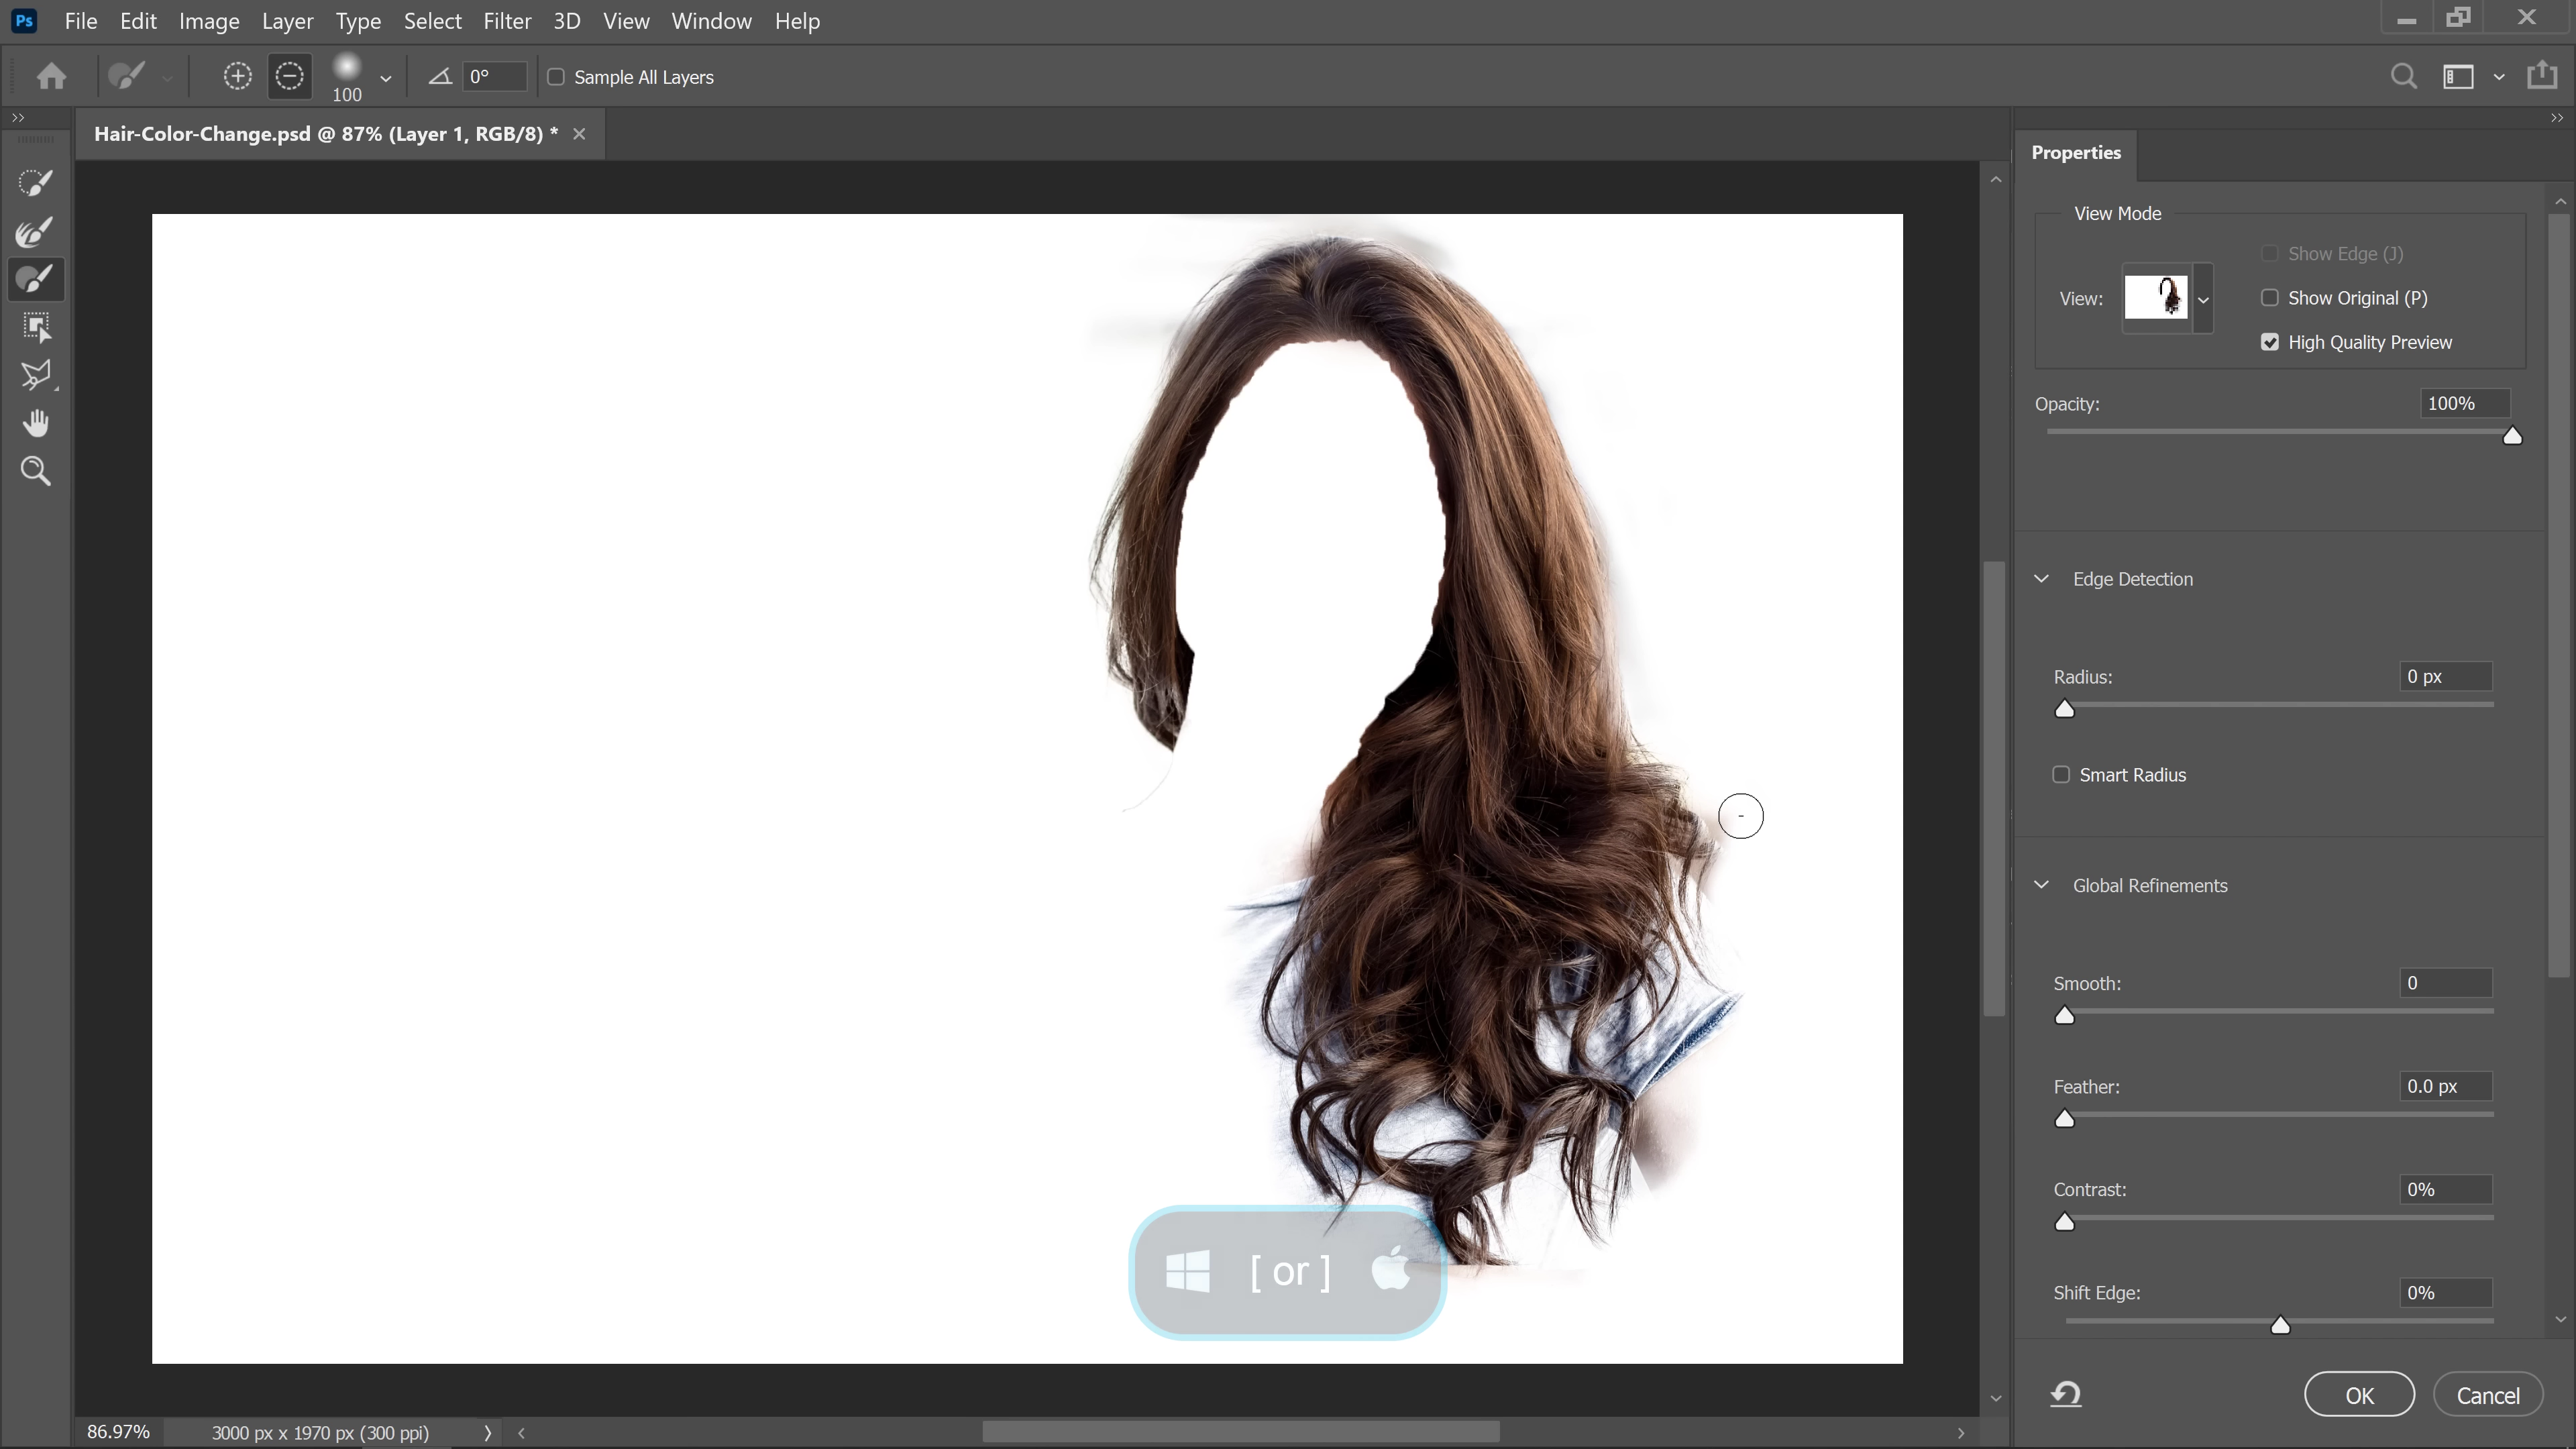 Ps File Edit Image Layer Type Select Filter 3D View Window Help
100 0° Sample All Layers
Hair-Color-Change.psd @ 87% (Layer 1, RGB/8) *
Properties
View Mode
Show Edge (J)
View: Show Original (P)
High Quality Preview
Opacity: 100%
Edge Detection
Radius: 0 px
Smart Radius
Global Refinements
Smooth: 0
Feather: 0.0 px
Contrast: 0%
[ or ]
Shift Edge: 0%
OK Cancel
86.97% 3000 px x 1970 px (300 ppi)